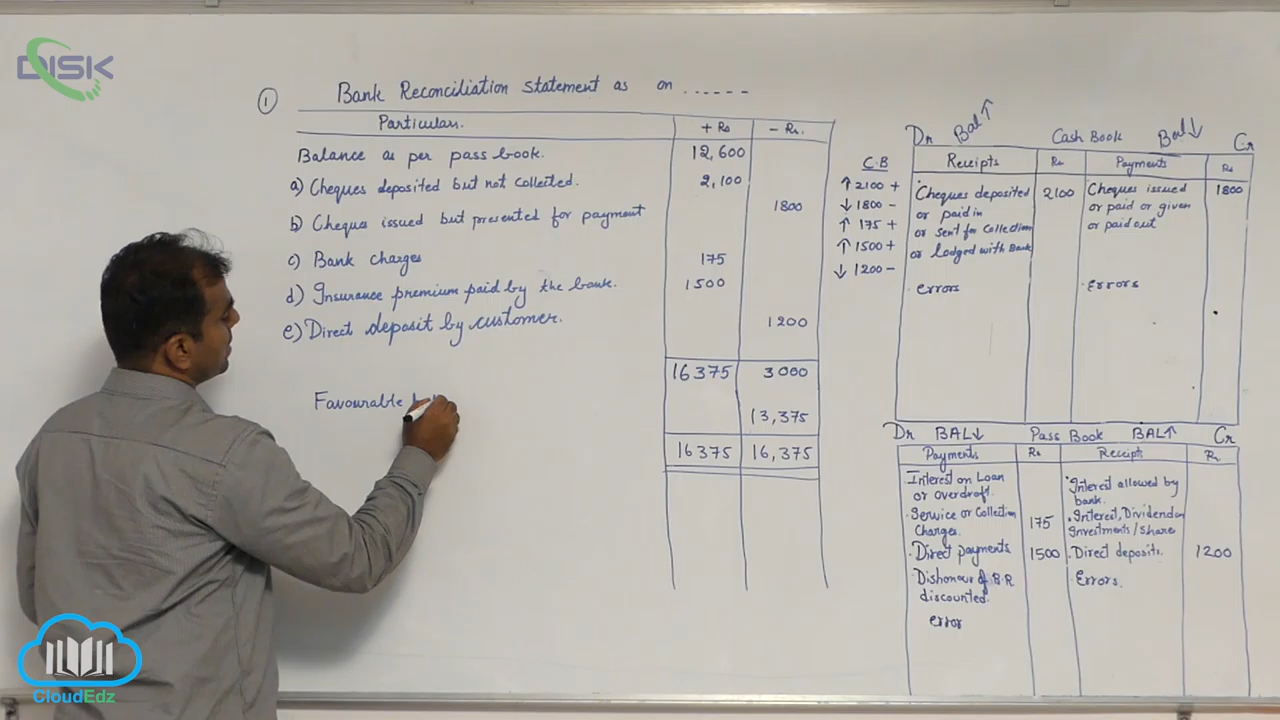 DISK
① Bank Reconciliation Statement as on ......
Particulars. + Rs - Rs.
Balance as per pass book. 12,600
a) Cheques deposited but not collected. 2,100
b) Cheque issued but presented for payment 1800
c) Bank charges 175
d) Insurance premium paid by the bank. 1500
e) Direct deposit by customer. 1200
16375 3000
Favourable
13,375
16375 16,375
C.B
↑ 2100 +
↓ 1800 -
↑ 175 +
↑ 1500 +
↓ 1200 -
Dr Bal ↑ Cash Book Bal ↓ Cr
Receipts Rs Payments Rs
Cheques deposited 2100 Cheques issued 1800
or paid in or paid or given
or sent for collection or paid out
or lodged with Bank
· errors · Errors
Dr BAL ↓ Pass Book BAL ↑ Cr
Payments Rs Receipts Rs
Interest on Loan · Interest allowed by
or overdraft. bank.
· Service or Collection 175 · Interest, Dividend on
Charges. Investments/share
· Direct payments 1500 · Direct deposits. 1200
· Dishonour of B.R · Errors.
discounted.
error
CloudEdz